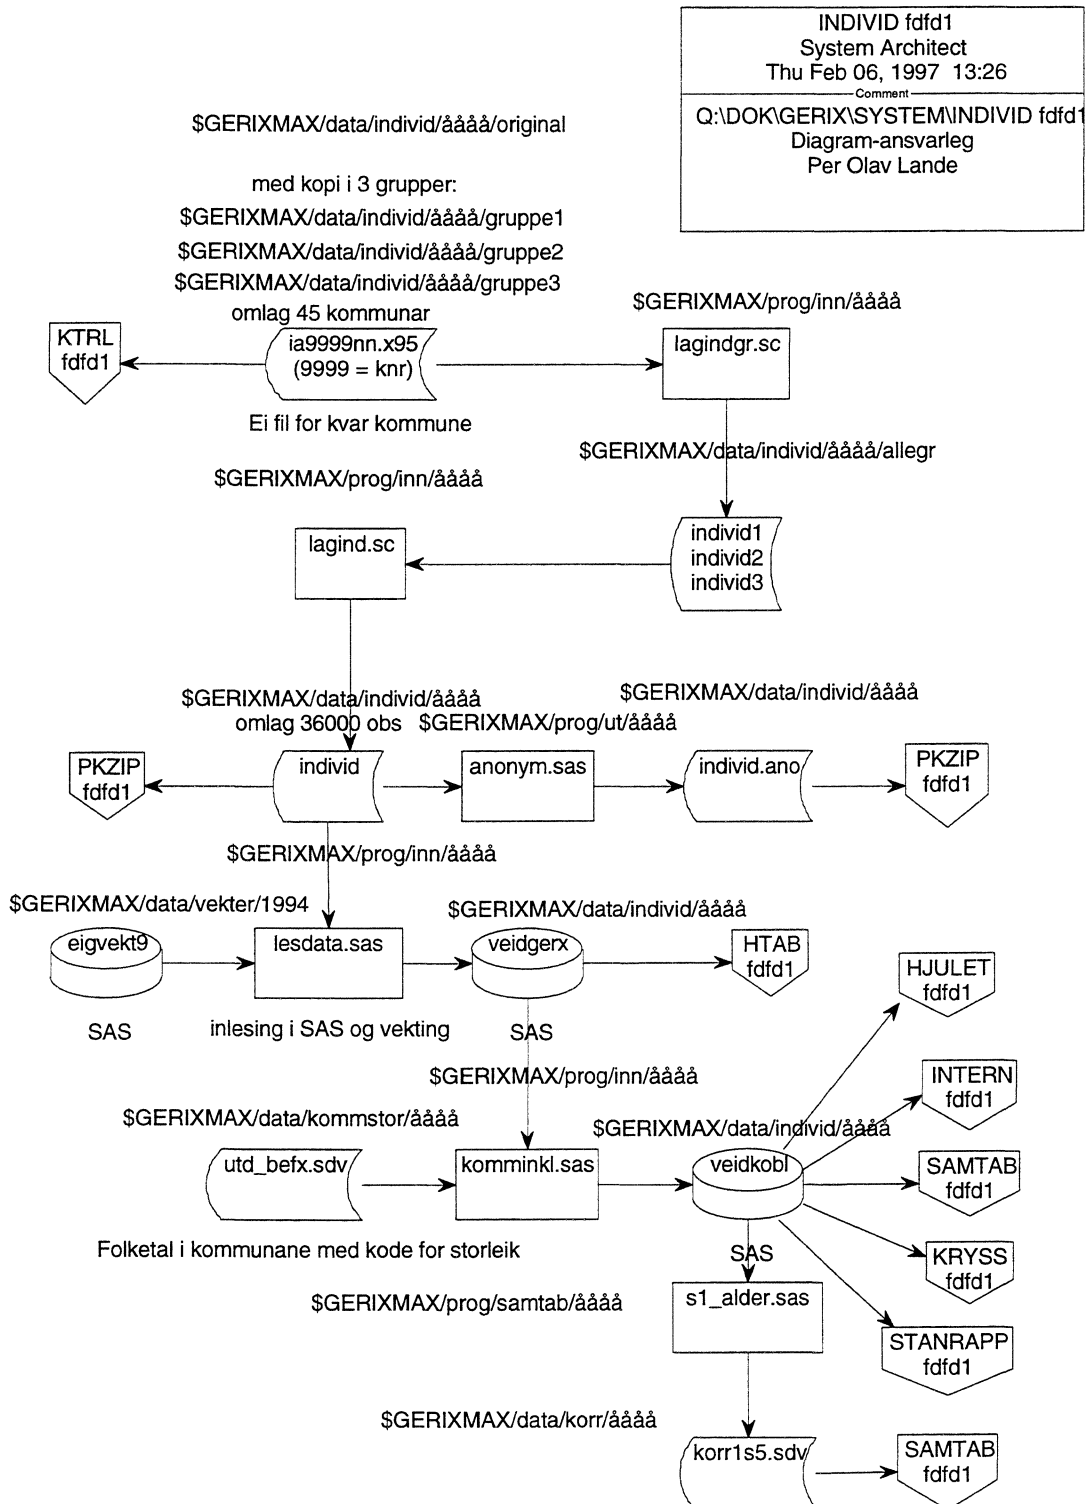 INDIVID fdfd1
System Architect
Thu Feb 06, 1997  13:26
Comment
Q:\DOK\GERIX\SYSTEM\INDIVID fdfd1
Diagram-ansvarleg
Per Olav Lande
$GERIXMAX/data/individ/åååå/original
med kopi i 3 grupper:
$GERIXMAX/data/individ/åååå/gruppe1
$GERIXMAX/data/individ/åååå/gruppe2
$GERIXMAX/data/individ/åååå/gruppe3
omlag 45 kommunar
$GERIXMAX/prog/inn/åååå
KTRL
fdfd1
ia9999nn.x95
(9999 = knr)
lagindgr.sc
Ei fil for kvar kommune
$GERIXMAX/data/individ/åååå/allegr
$GERIXMAX/prog/inn/åååå
lagind.sc
individ1
individ2
individ3
$GERIXMAX/data/individ/åååå
omlag 36000 obs
$GERIXMAX/prog/ut/åååå
$GERIXMAX/data/individ/åååå
PKZIP
fdfd1
individ
anonym.sas
individ.ano
PKZIP
fdfd1
$GERIXMAX/prog/inn/åååå
$GERIXMAX/data/vekter/1994
$GERIXMAX/data/individ/åååå
eigvekt9
lesdata.sas
veidgerx
HTAB
fdfd1
HJULET
fdfd1
SAS
inlesing i SAS og vekting
SAS
$GERIXMAX/prog/inn/åååå
INTERN
fdfd1
$GERIXMAX/data/kommstor/åååå
$GERIXMAX/data/individ/åååå
utd_befx.sdv
komminkl.sas
veidkobl
SAMTAB
fdfd1
Folketal i kommunane med kode for storleik
SAS
KRYSS
fdfd1
$GERIXMAX/prog/samtab/åååå
s1_alder.sas
STANRAPP
fdfd1
$GERIXMAX/data/korr/åååå
korr1s5.sdv
SAMTAB
fdfd1